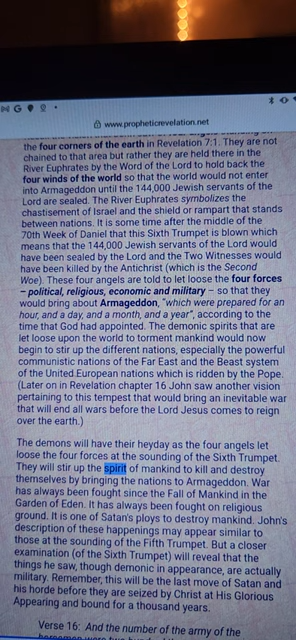 www.propheticrevelation.net
the four corners of the earth in Revelation 7:1. They are not
chained to that area but rather they are held there in the
River Euphrates by the Word of the Lord to hold back the
four winds of the world so that the world would not enter
into Armageddon until the 144,000 Jewish servants of the
Lord are sealed. The River Euphrates symbolizes the
chastisement of Israel and the shield or rampart that stands
between nations. It is some time after the middle of the
70th Week of Daniel that this Sixth Trumpet is blown which
means that the 144,000 Jewish servants of the Lord would
have been sealed by the Lord and the Two Witnesses would
have been killed by the Antichrist (which is the Second
Woe). These four angels are told to let loose the four forces
– political, religious, economic and military – so that they
would bring about Armageddon, "which were prepared for an
hour, and a day, and a month, and a year", according to the
time that God had appointed. The demonic spirits that are
let loose upon the world to torment mankind would now
begin to stir up the different nations, especially the powerful
communistic nations of the Far East and the Beast system
of the United European nations which is ridden by the Pope.
(Later on in Revelation chapter 16 John saw another vision
pertaining to this tempest that would bring an inevitable war
that will end all wars before the Lord Jesus comes to reign
over the earth.)
The demons will have their heyday as the four angels let
loose the four forces at the sounding of the Sixth Trumpet.
They will stir up the spirit of mankind to kill and destroy
themselves by bringing the nations to Armageddon. War
has always been fought since the Fall of Mankind in the
Garden of Eden. It has always been fought on religious
ground. It is one of Satan's ploys to destroy mankind. John's
description of these happenings may appear similar to
those at the sounding of the Fifth Trumpet. But a closer
examination (of the Sixth Trumpet) will reveal that the
things he saw, though demonic in appearance, are actually
military. Remember, this will be the last move of Satan and
his horde before they are seized by Christ at His Glorious
Appearing and bound for a thousand years.
Verse 16: And the number of the army of the